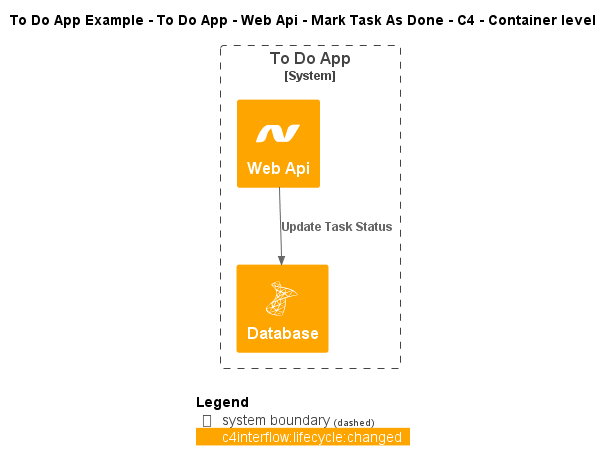 To Do App Example - To Do App - Web Api - Mark Task As Done - C4 - Container level
To Do App
[System]
Web Api
Update Task Status
Database
Legend
system boundary (dashed)
c4interflow:lifecycle:changed